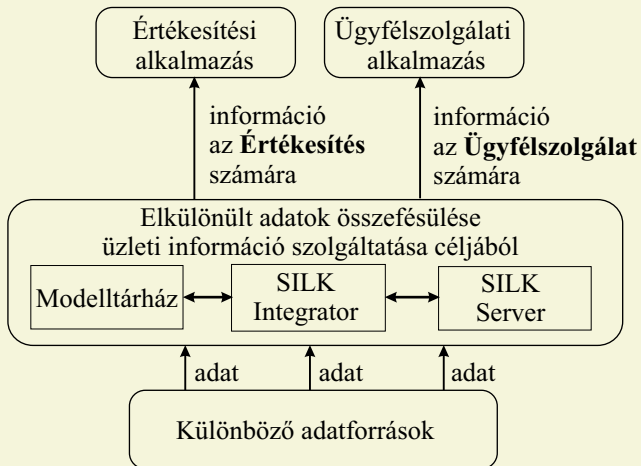 Értékesítési
alkalmazás
Ügyfélszolgálati
alkalmazás
információ
az Értékesítés
számára
információ
az Ügyfélszolgálat
számára
Elkülönült adatok összefésülése
üzleti információ szolgáltatása céljából
Modelltárház
SILK
Integrator
SILK
Server
adat
adat
adat
Különböző adatforrások